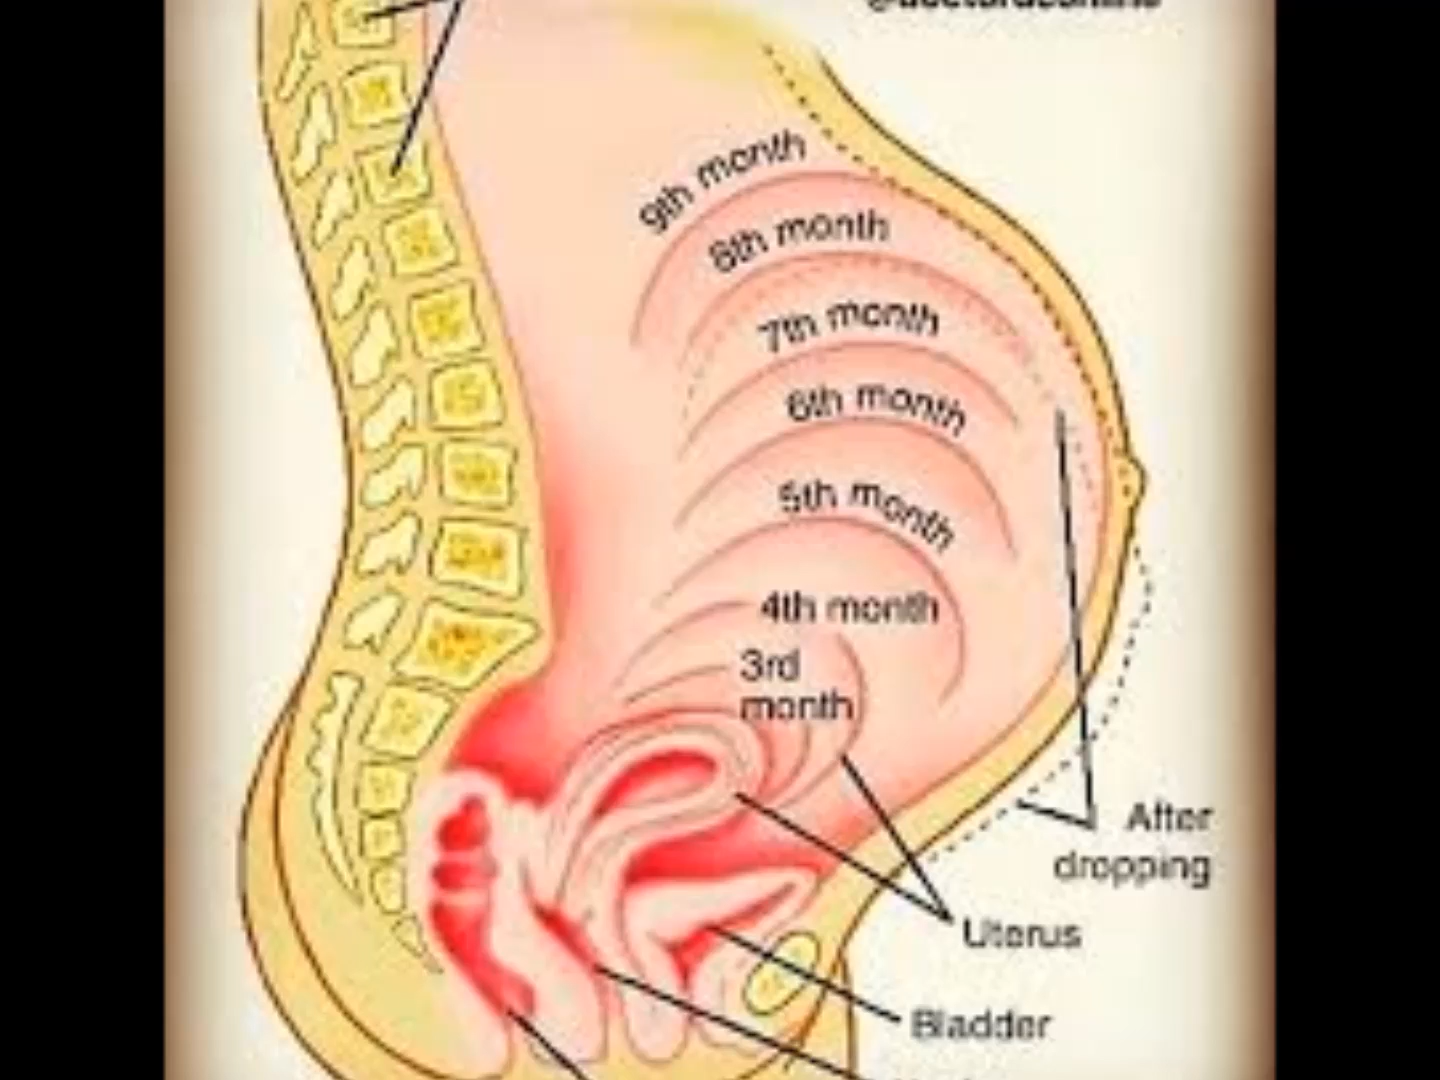 9th month
8th month
7th month
6th month
5th month
4th month
3rd
month
After
dropping
Uterus
Bladder